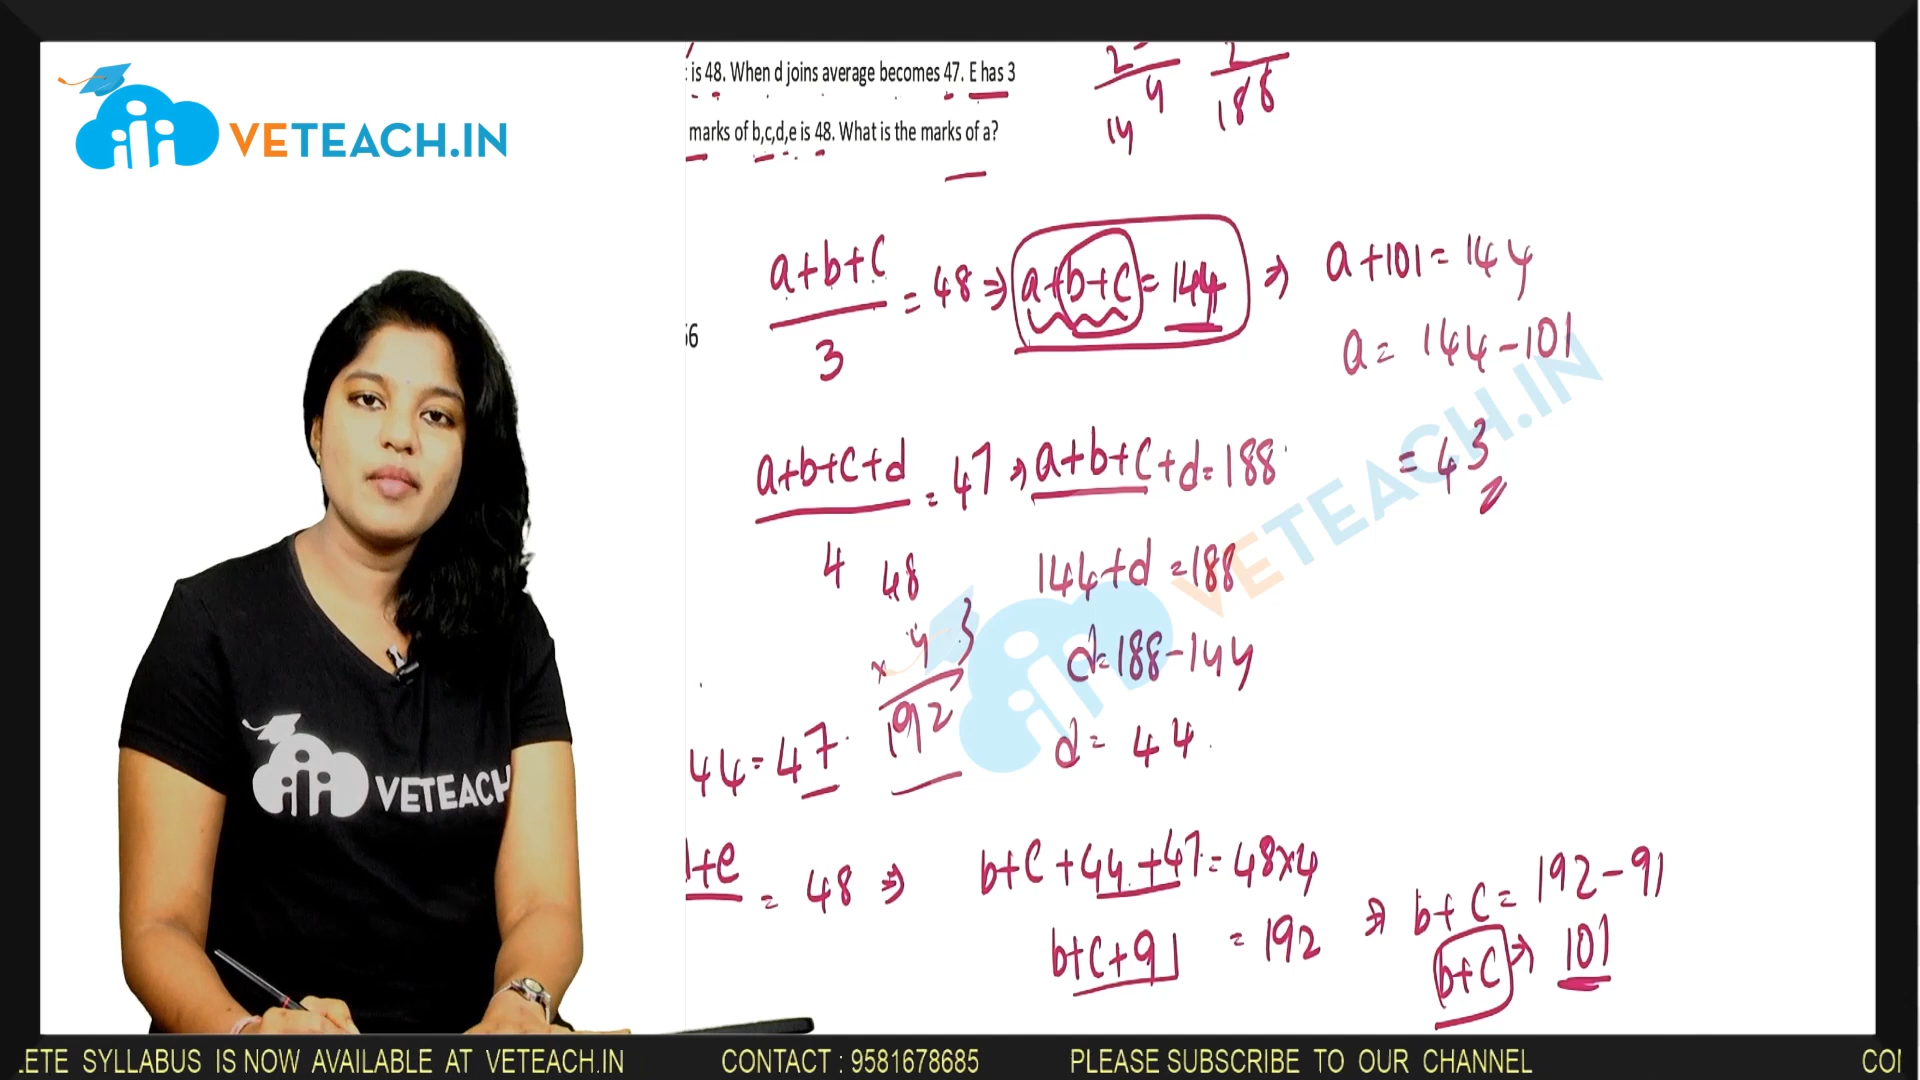 VETEACH.IN
is 48. When d joins average becomes 47. E has 3
marks of b,c,d,e is 48. What is the marks of a?
14
188
a+b+c
3
= 48 ⇒ a+b+c = 144 ⇒ a+101 = 144
a = 144-101
= 43
56
a+b+c+d
4
= 47 ⇒ a+b+c+d = 188
144+d = 188
d = 188-144
d = 44
48
× 4 3
192
44 = 47
+e
= 48 ⇒ b+c+44+47 = 48×4
b+c+91 = 192 ⇒ b+c = 192-91
b+c ⇒ 101
VETEACH.IN
VETEACH
ETE SYLLABUS IS NOW AVAILABLE AT VETEACH.IN CONTACT : 9581678685 PLEASE SUBSCRIBE TO OUR CHANNEL